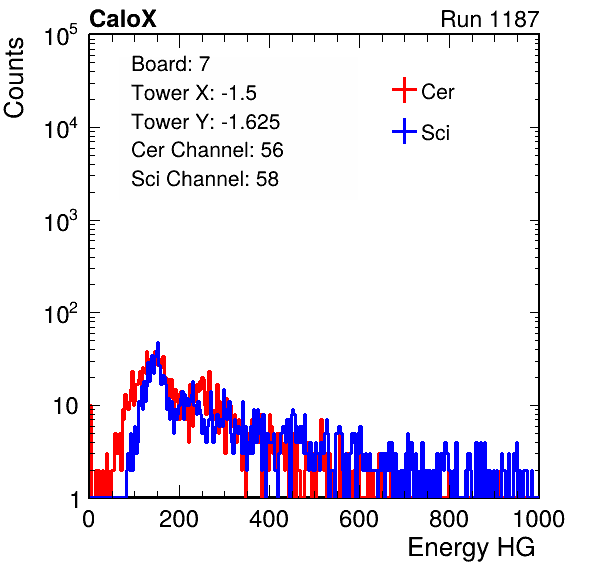 CaloX Run 1187
Board: 7
Tower X: -1.5
Tower Y: -1.625
Cer Channel: 56
Sci Channel: 58
Cer
Sci
Counts
10^5
10^4
10^3
10^2
10
1
0 200 400 600 800 1000
Energy HG